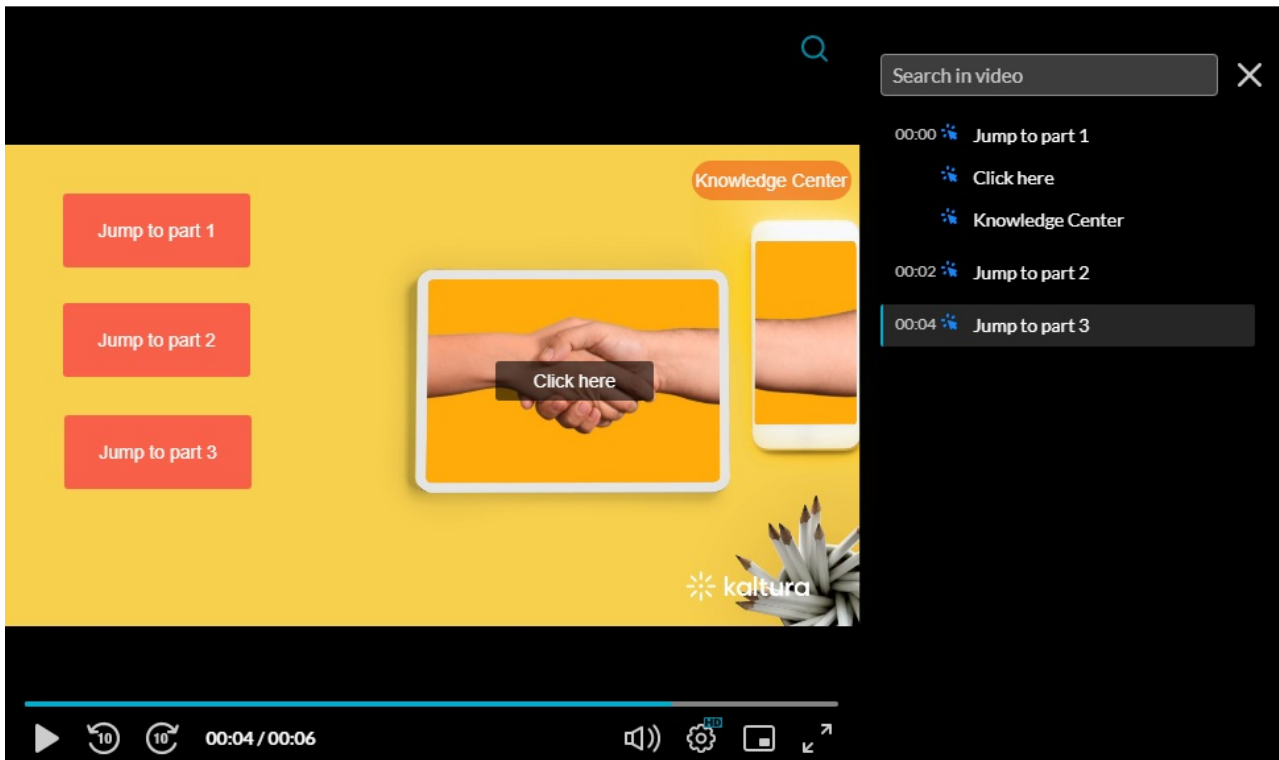 Search in video
00:00 Jump to part 1
Click here
Knowledge Center
00:02 Jump to part 2
00:04 Jump to part 3
Knowledge Center
Jump to part 1
Jump to part 2
Click here
Jump to part 3
kaltura
10 10 00:04 / 00:06 HD